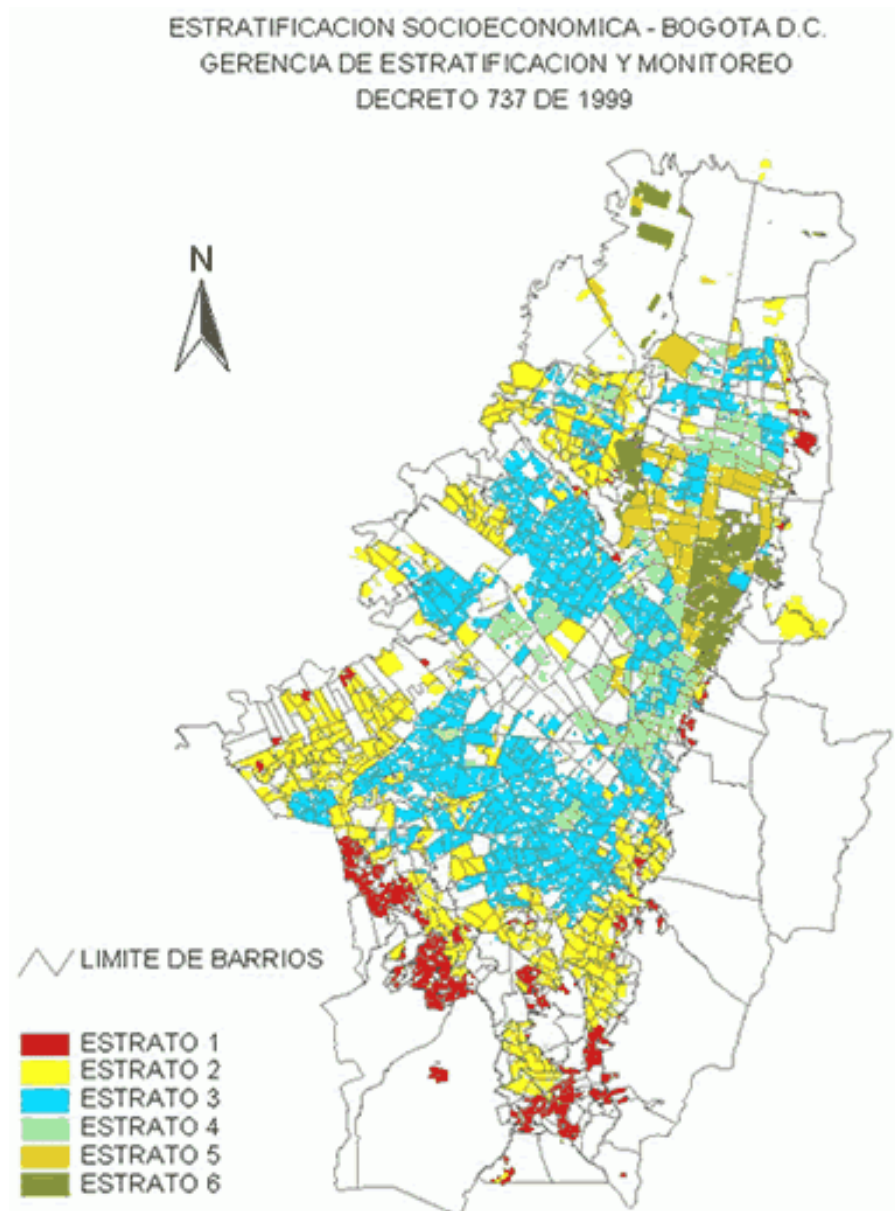 ESTRATIFICACION SOCIOECONOMICA - BOGOTA D.C.
GERENCIA DE ESTRATIFICACION Y MONITOREO
DECRETO 737 DE 1999
N
LIMITE DE BARRIOS
ESTRATO 1
ESTRATO 2
ESTRATO 3
ESTRATO 4
ESTRATO 5
ESTRATO 6